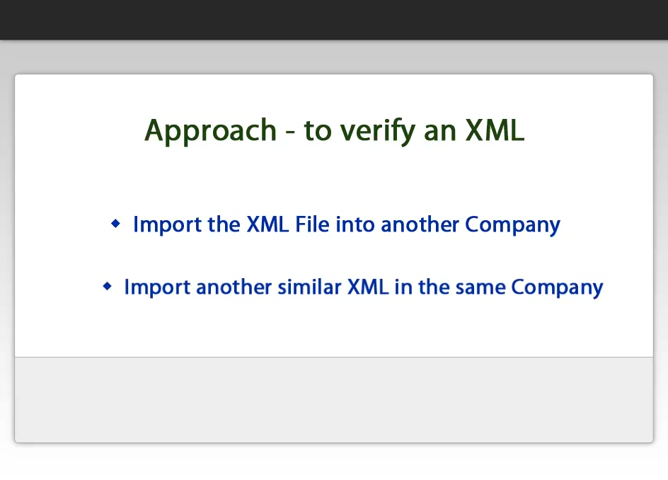 Approach - to verify an XML
◆ Import the XML File into another Company
◆ Import another similar XML in the same Company